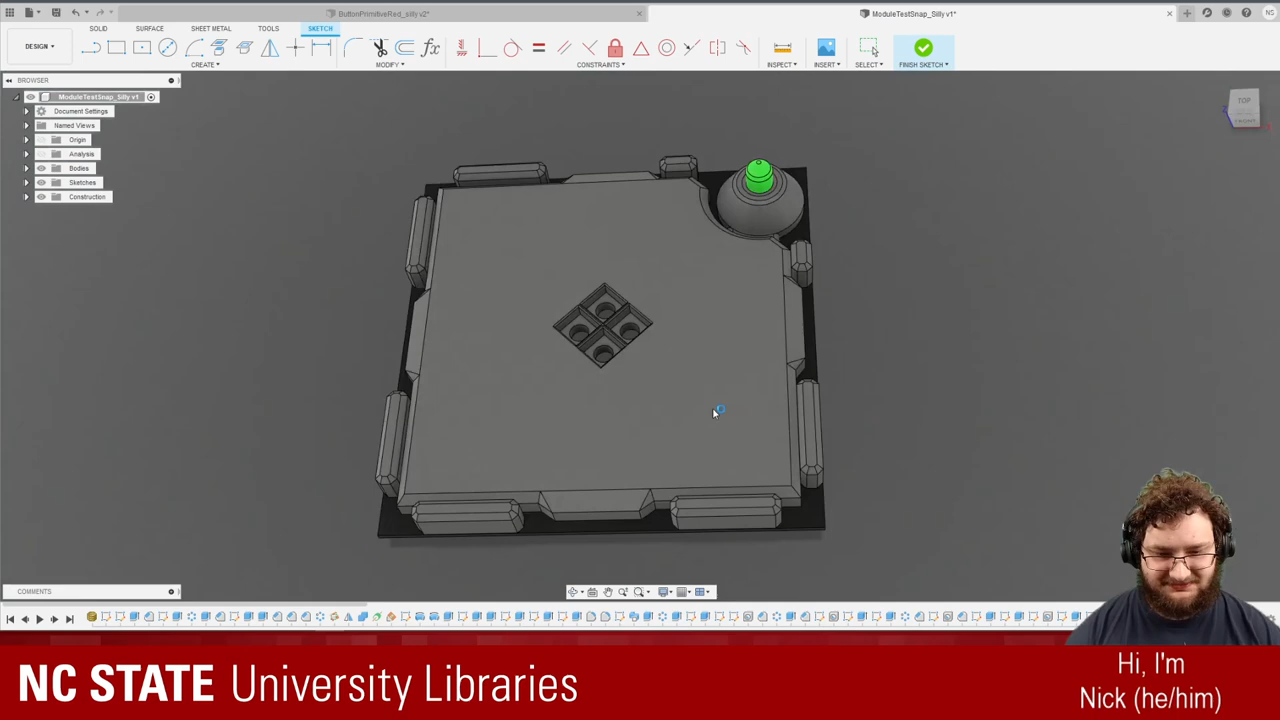 ButtonPrimitiveRed_silly v2*
ModuleTestSnap_Silly v1*
NS
DESIGN
SOLID
SURFACE
SHEET METAL
TOOLS
SKETCH
CREATE
MODIFY
CONSTRAINTS
INSPECT
INSERT
SELECT
FINISH SKETCH
BROWSER
ModuleTestSnap_Silly v1
Document Settings
Named Views
Origin
Analysis
Bodies
Sketches
Construction
TOP
FRONT
Z
COMMENTS
NC STATE University Libraries
Hi, I'm
Nick (he/him)